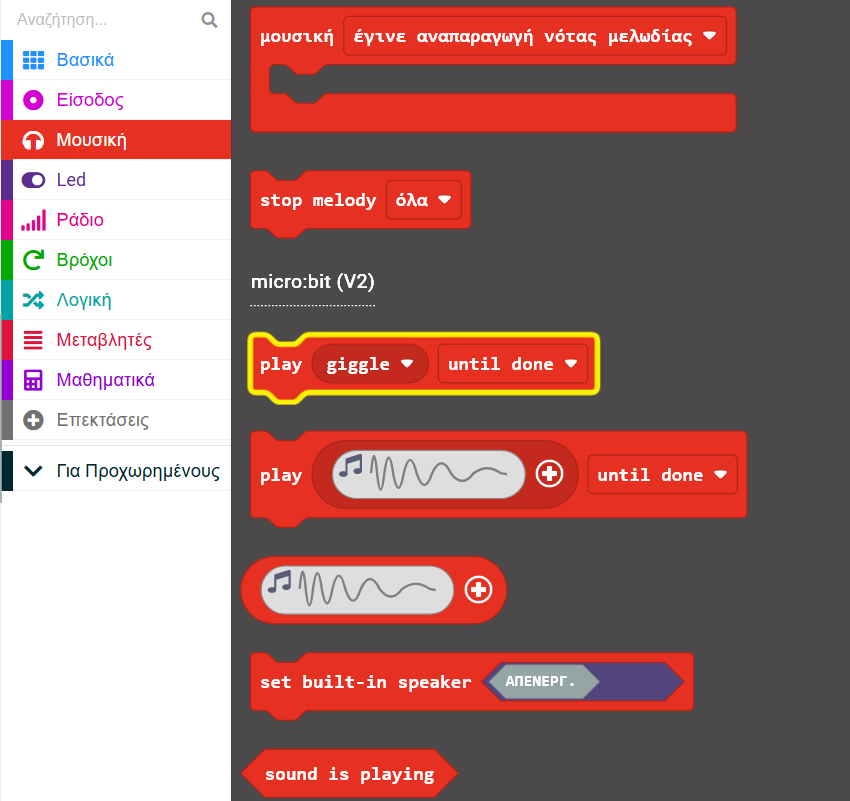 Αναζήτηση...
Βασικά
Είσοδος
Μουσική
Led
Ράδιο
Βρόχοι
Λογική
Μεταβλητές
Μαθηματικά
Επεκτάσεις
Για Προχωρημένους
μουσική έγινε αναπαραγωγή νότας μελωδίας
stop melody όλα
micro:bit (V2)
play giggle until done
play until done
set built-in speaker ΑΠΕΝΕΡΓ.
sound is playing